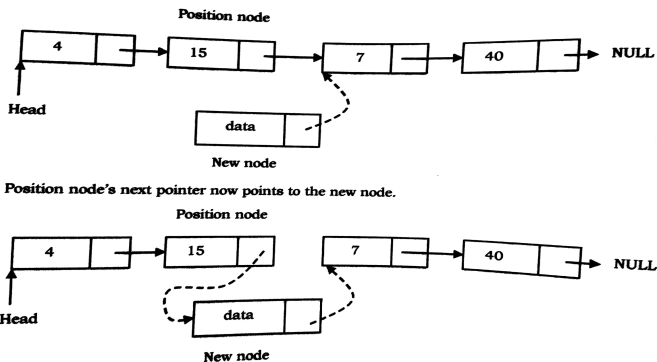 Position node
4 15 7 40 NULL
Head
data
New node
Position node's next pointer now points to the new node.
Position node
4 15 7 40 NULL
Head
data
New node